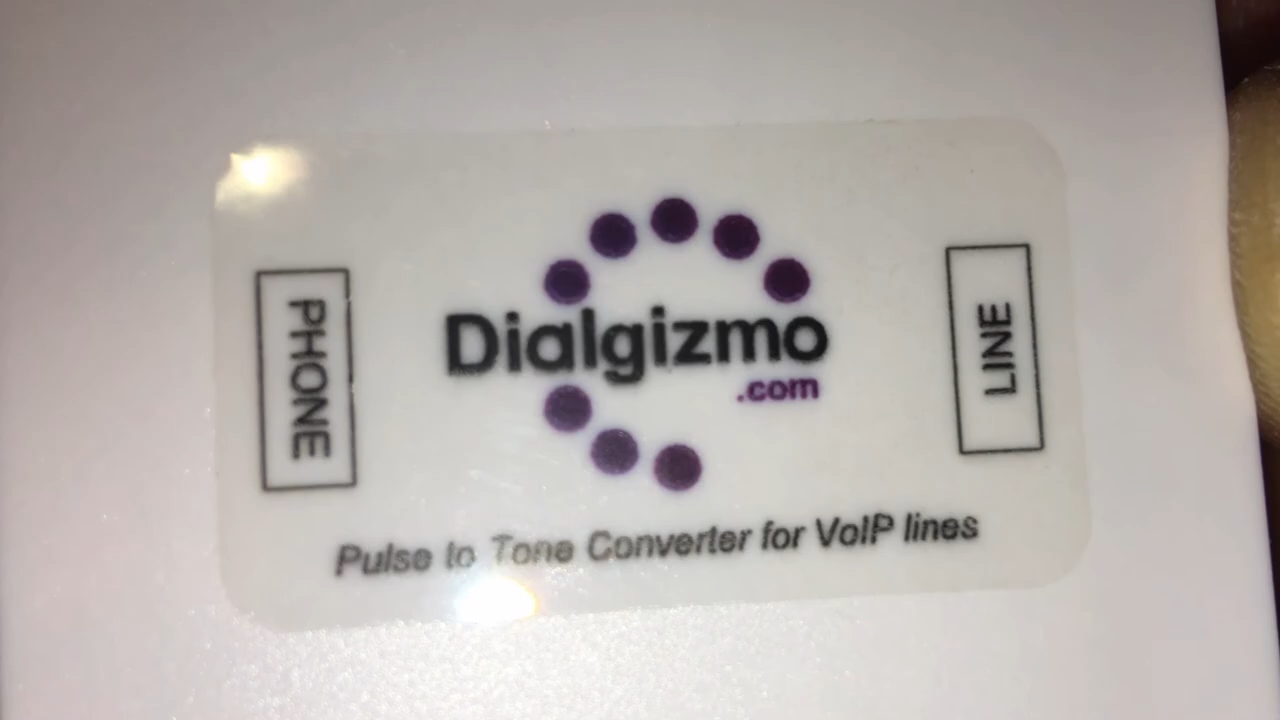 PHONE
Dialgizmo
.com
LINE
Pulse to Tone Converter for VoIP lines